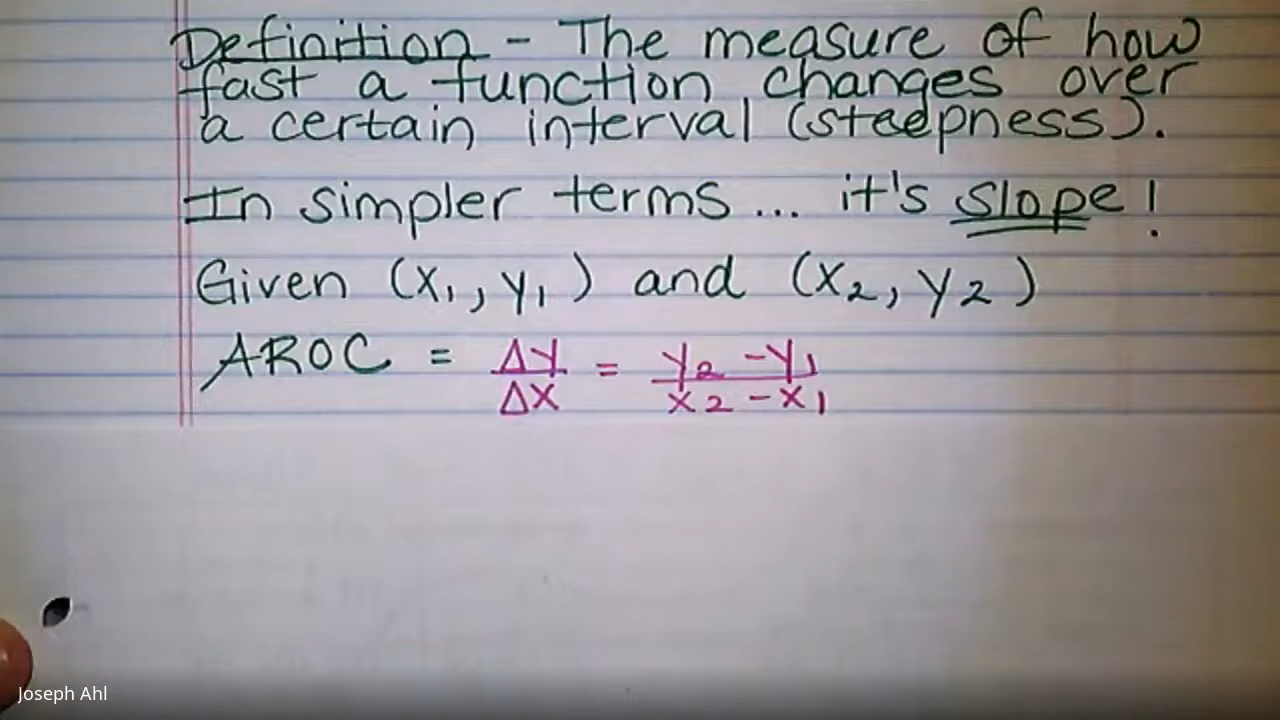 Definition - The measure of how
fast a function changes over
a certain interval (steepness).
In simpler terms... it's slope!
Given (x₁, y₁) and (x₂, y₂)
AROC = Δy/Δx = y₂ - y₁/x₂ - x₁
Joseph Ahl